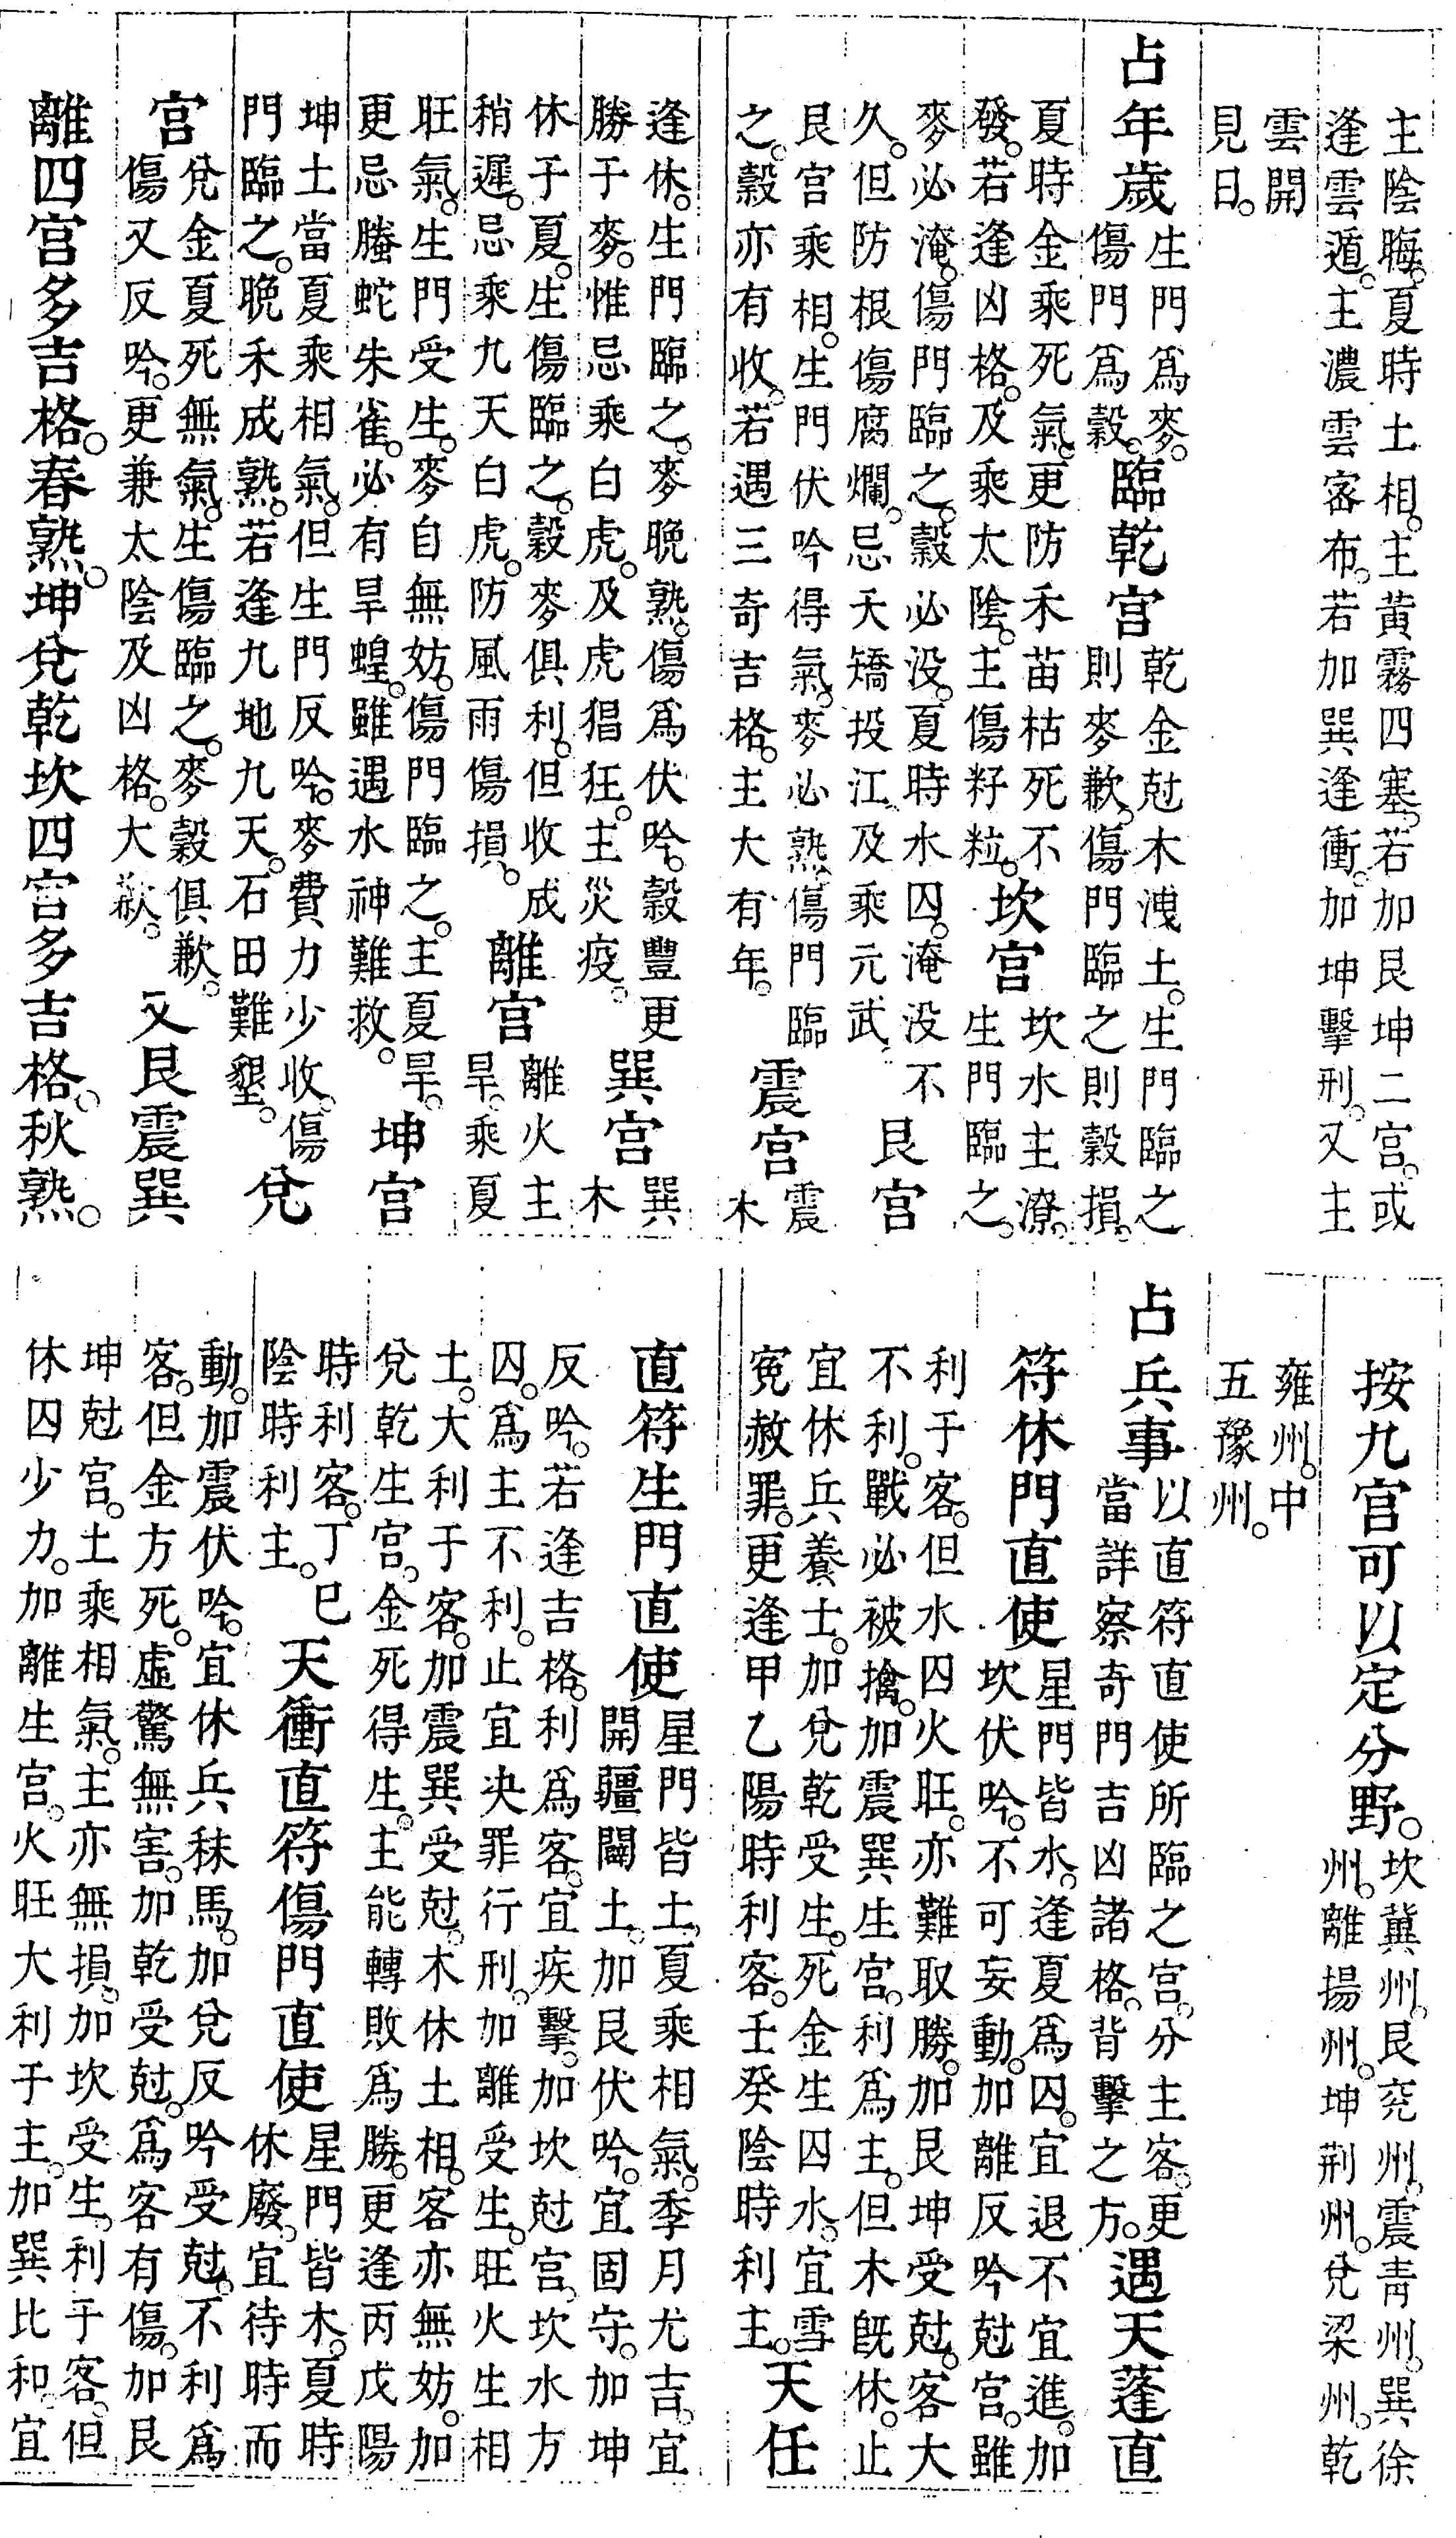 主陰晦。夏時土相。主黃霧四塞。若加艮坤二宮。或
逢雲遁。主濃雲密布。若加巽逢衝。加坤擊刑。又主
雲開
見日。
占年歲
生門爲麥。
傷門爲穀。
臨乾宮
乾金尅木洩土。生門臨之
則麥歉。傷門臨之則穀損。
夏時金乘死氣。更防禾苗枯死不
發。若逢凶格。及乘太陰。主傷籽粒。
坎宮
坎水主潦。
生門臨之。
麥必淹。傷門臨之。穀必没。夏時水囚。淹没不
久。但防根傷腐爛。忌夭矯投江。及乘元武。
艮宮
艮宮乘相。生門伏吟得氣。麥必熟。傷門臨
之。穀亦有收。若遇三奇吉格。主大有年。
震宮
震
木
逢休。生門臨之。麥晚熟。傷爲伏吟。穀豐更
勝于麥。惟忌乘白虎。及虎猖狂。主災疫。
巽宮
巽
木
休于夏。生傷臨之。穀麥俱利。但收成
稍遲。忌乘九天白虎。防風雨傷損。
離宮
離火主
旱。乘夏
旺氣。生門受生。麥自無妨。傷門臨之。主夏旱。
更忌螣蛇朱雀。必有旱蝗。雖遇水神難救。
坤宮
坤土當夏乘相氣。但生門反吟。麥費力少收。傷
門臨之。晚禾成熟。若逢九地九天。石田難墾。
兌
宮
兌金夏死無氣。生傷臨之。麥穀俱歉。
傷又反吟。更兼太陰及凶格。大歉。
又艮震巽
離四宮多吉格。春熟。坤兌乾坎四宮多吉格。秋熟。
按九宮可以定分野。
坎冀州。艮兖州。震青州。巽徐
州。離揚州。坤荆州。兌梁州。乾
雍州。中
五豫州。
占兵事
以直符直使所臨之宮。分主客。更
當詳察奇門吉凶諸格。背擊之方。
遇天蓬直
符休門直使
星門皆水。逢夏爲囚。宜退不宜進。加
坎伏吟。不可妄動。加離反吟尅宮。雖
利于客。但水囚火旺。亦難取勝。加艮坤受尅。客大
不利。戰必被擒。加震巽生宮。利爲主。但木旣休。止
宜休兵養士。加兌乾受生。死金生囚水。宜雪
寃赦罪。更逢甲乙陽時利客。壬癸陰時利主。
天任
直符生門直使
星門皆土。夏乘相氣。季月尤吉。宜
開疆闢土。加艮伏吟。宜固守。加坤
反吟。若逢吉格。利爲客。宜疾擊。加坎尅宮。坎水方
囚。爲主不利。止宜决罪行刑。加離受生。旺火生相
土。大利于客。加震巽受尅。木休土相。客亦無妨。加
兌乾生宮。金死得生。主能轉敗爲勝。更逢丙戊陽
時利客。丁己
陰時利主。
天衝直符傷門直使
星門皆木。夏時
休廢。宜待時而
動。加震伏吟。宜休兵秣馬。加兌反吟受尅。不利爲
客。但金方死。虛驚無害。加乾受尅。爲客有傷。加艮
坤尅宮。土乘相氣。主亦無損。加坎受生。利于客。但
休囚少力。加離生宮。火旺大利于主。加巽比和。宜